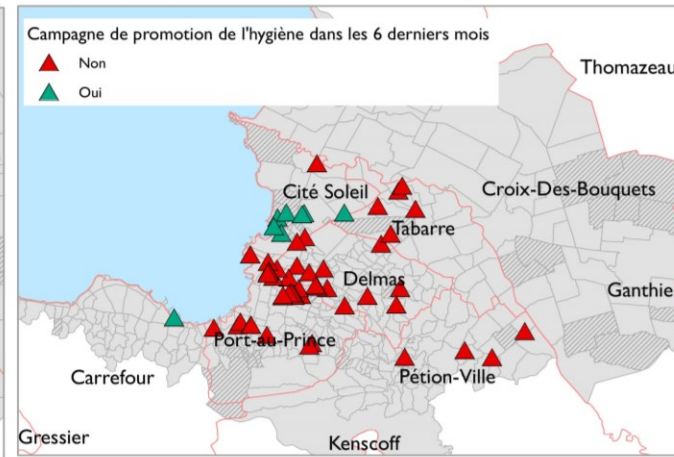 Campagne de promotion de l'hygiène dans les 6 derniers mois
Non
Oui
Thomazeau
Cité Soleil
Croix-Des-Bouquets
Tabarre
Delmas
Ganthie
Port-au-Prince
Carrefour
Pétion-Ville
Gressier
Kenscoff